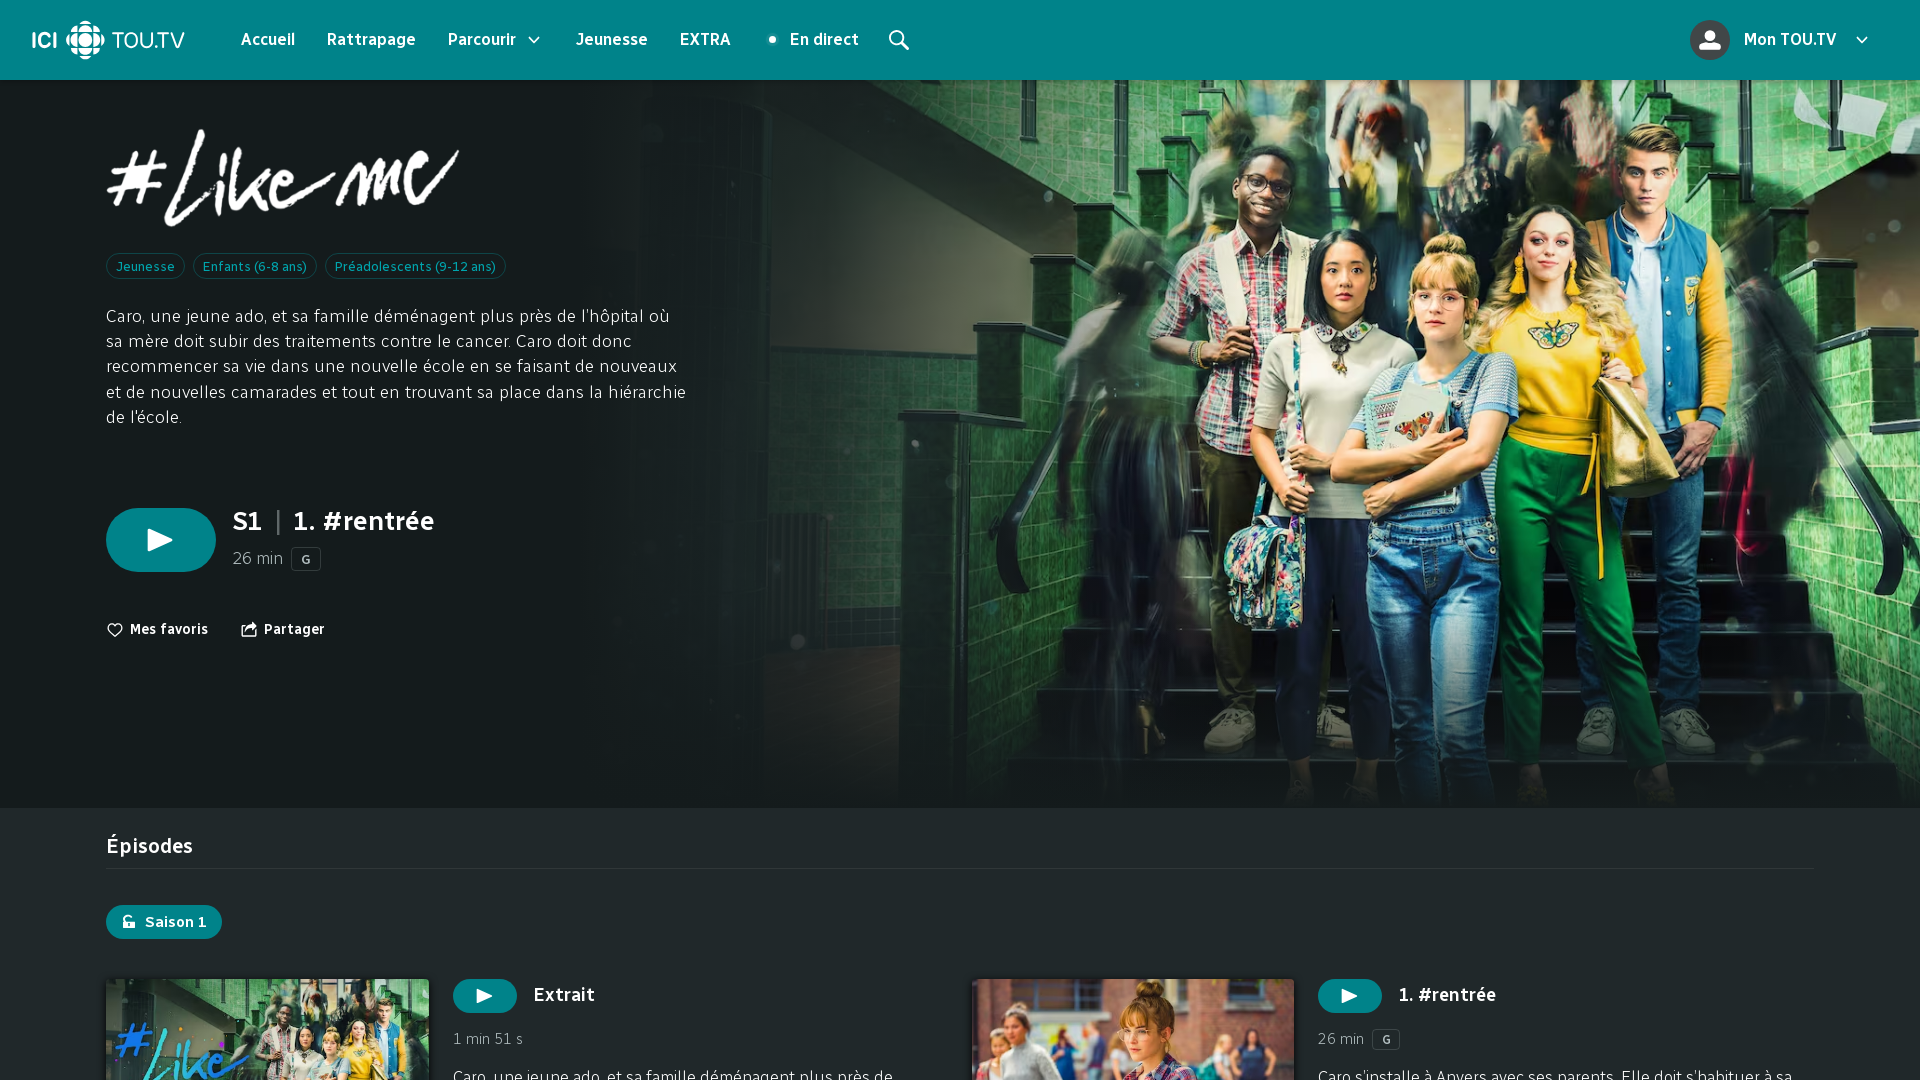 ICI TOU.TV
Accueil
Rattrapage
Parcourir
Jeunesse
EXTRA
En direct
Mon TOU.TV
#Like me
Jeunesse
Enfants (6-8 ans)
Préadolescents (9-12 ans)
Caro, une jeune ado, et sa famille déménagent plus près de l'hôpital où
sa mère doit subir des traitements contre le cancer. Caro doit donc
recommencer sa vie dans une nouvelle école en se faisant de nouveaux
et de nouvelles camarades et tout en trouvant sa place dans la hiérarchie
de l'école.
S1 | 1. #rentrée
26 min G
Mes favoris
Partager
Épisodes
Saison 1
#Like
Extrait
1 min 51 s
Caro, une jeune ado, et sa famille déménagent plus près de
1. #rentrée
26 min G
Caro s'installe à Anvers avec ses parents. Elle doit s'habituer à sa